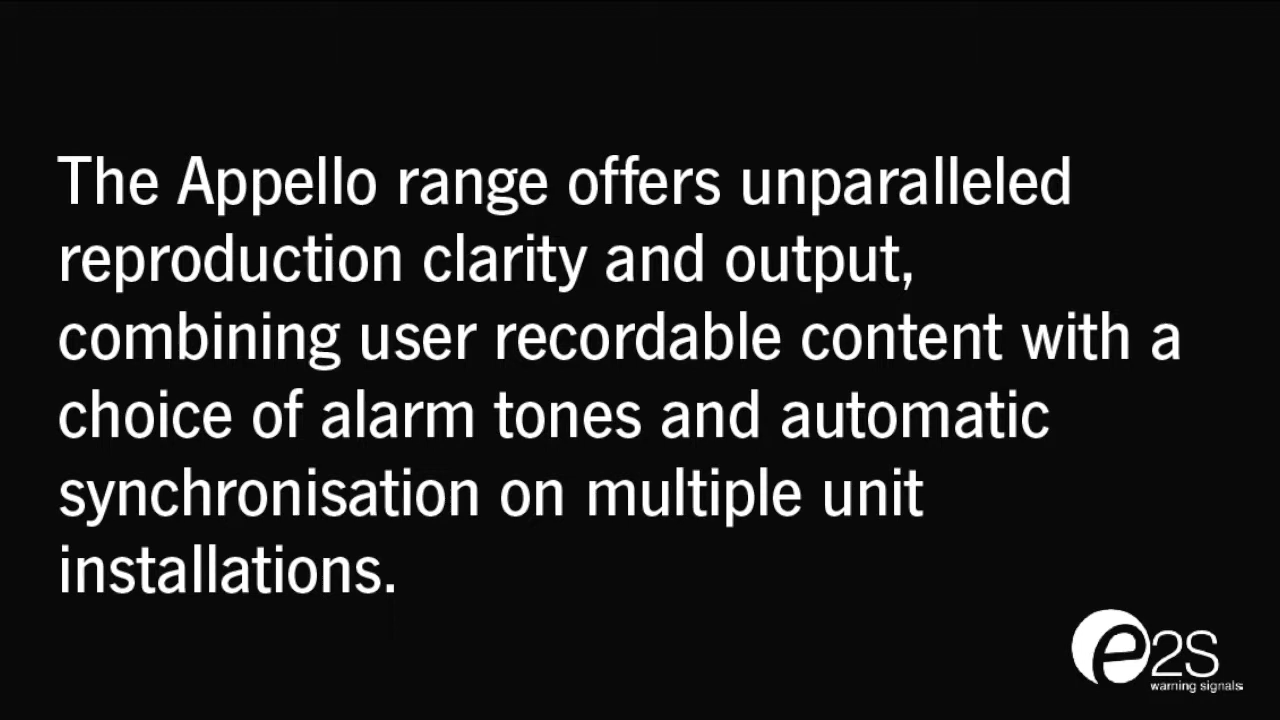 The Appello range offers unparalleled
reproduction clarity and output,
combining user recordable content with a
choice of alarm tones and automatic
synchronisation on multiple unit
installations.
e2S
warning signals